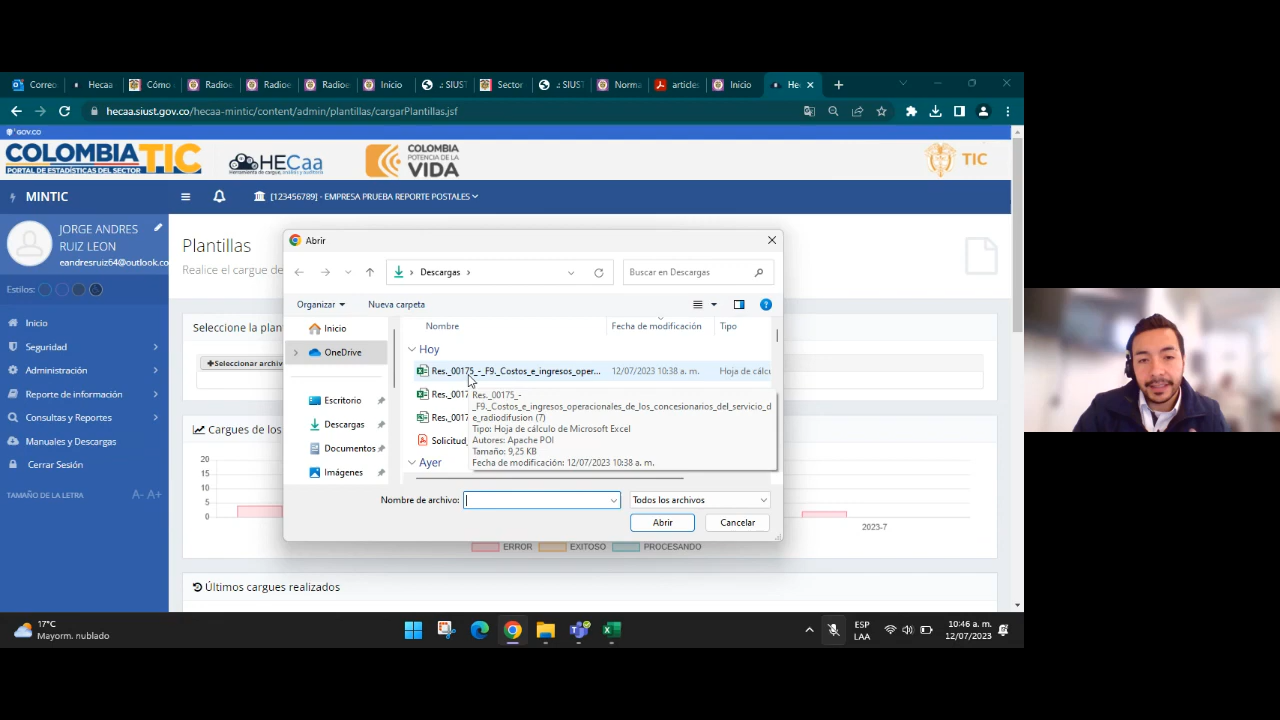 Correo
Hecaa
Cómo
Radioe
Radioe
Radioe
Inicio
.: SIUST
Sector
.: SIUST
Norma
articles
Inicio
Hec
hecaa.siust.gov.co/hecaa-mintic/content/admin/plantillas/cargarPlantillas.jsf
GOV.CO
COLOMBIA TIC
PORTAL DE ESTADÍSTICAS DEL SECTOR
HECaa
COLOMBIA
POTENCIA DE LA
VIDA
TIC
MINTIC
[123456789] - EMPRESA PRUEBA REPORTE POSTALES
JORGE ANDRES
RUIZ LEON
eandresruiz64@outlook.co
Estilos:
Inicio
Seguridad
Administración
Reporte de información
Consultas y Reportes
Manuales y Descargas
Cerrar Sesión
TAMAÑO DE LA LETRA A- A+
Plantillas
Realice el cargue de
Seleccione la plan
+Seleccionar archiv
Cargues de los
20
15
10
5
0
2023-7
ERROR EXITOSO PROCESANDO
Últimos cargues realizados
Abrir
Descargas
Buscar en Descargas
Organizar
Nueva carpeta
Inicio
OneDrive
Escritorio
Descargas
Documentos
Imágenes
Nombre Fecha de modificación Tipo
Hoy
Res._00175_-_F9._Costos_e_ingresos_oper... 12/07/2023 10:38 a. m. Hoja de cálcu
Res._0017
Res._0017
Solicitud
Ayer
Res._00175_-
_F9._Costos_e_ingresos_operacionales_de_los_concesionarios_del_servicio_d
e_radiodifusion (7)
Tipo: Hoja de cálculo de Microsoft Excel
Autores: Apache POI
Tamaño: 9,25 KB
Fecha de modificación: 12/07/2023 10:38 a. m.
Nombre de archivo:
Todos los archivos
Abrir
Cancelar
17°C
Mayorm. nublado
ESP
LAA
10:46 a. m.
12/07/2023